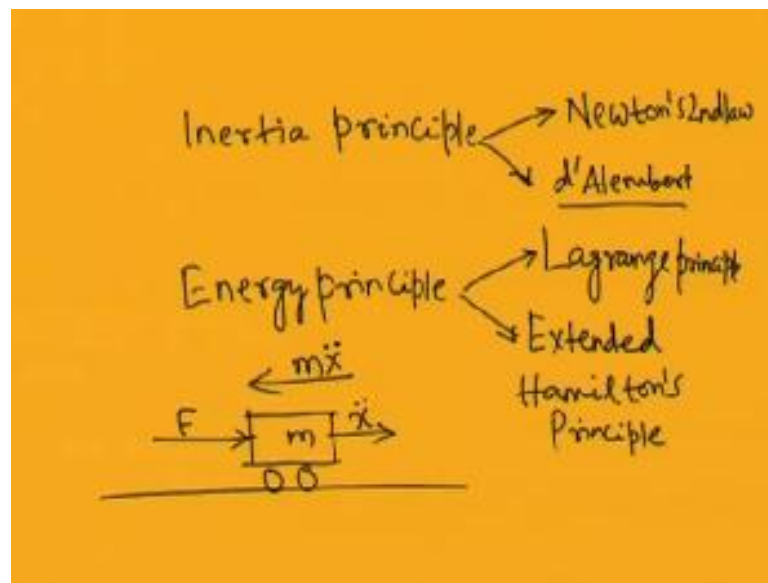 Inertia principle
Newton's 2nd law
d'Alembert
Energy principle
Lagrange principle
Extended
Hamilton's
Principle
mẍ
F
m
ẍ